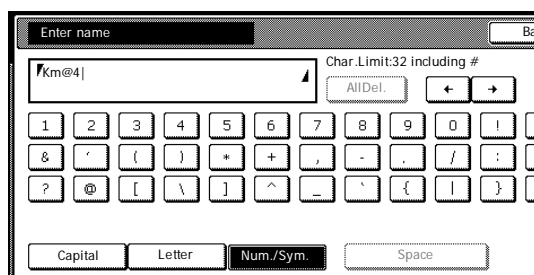 Enter name
Ba
Km@4|
Char.Limit:32 including #
AllDel. ← →
1 2 3 4 5 6 7 8 9 0 !
& ´ ( ) * + , - . / :
? @ [ \ ] ^ _ ` { | }
Capital Letter Num./Sym. Space